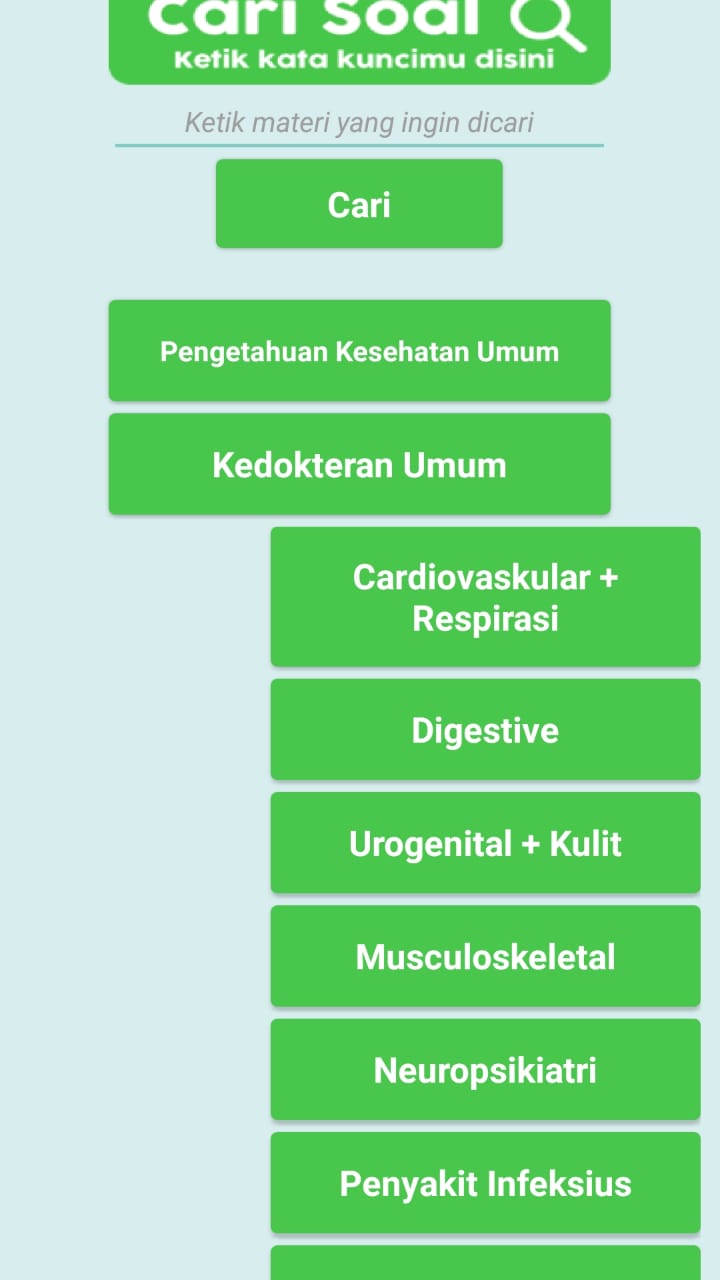 Cari Soal
Ketik kata kuncimu disini
Ketik materi yang ingin dicari
Cari
Pengetahuan Kesehatan Umum
Kedokteran Umum
Cardiovaskular +
Respirasi
Digestive
Urogenital + Kulit
Musculoskeletal
Neuropsikiatri
Penyakit Infeksius